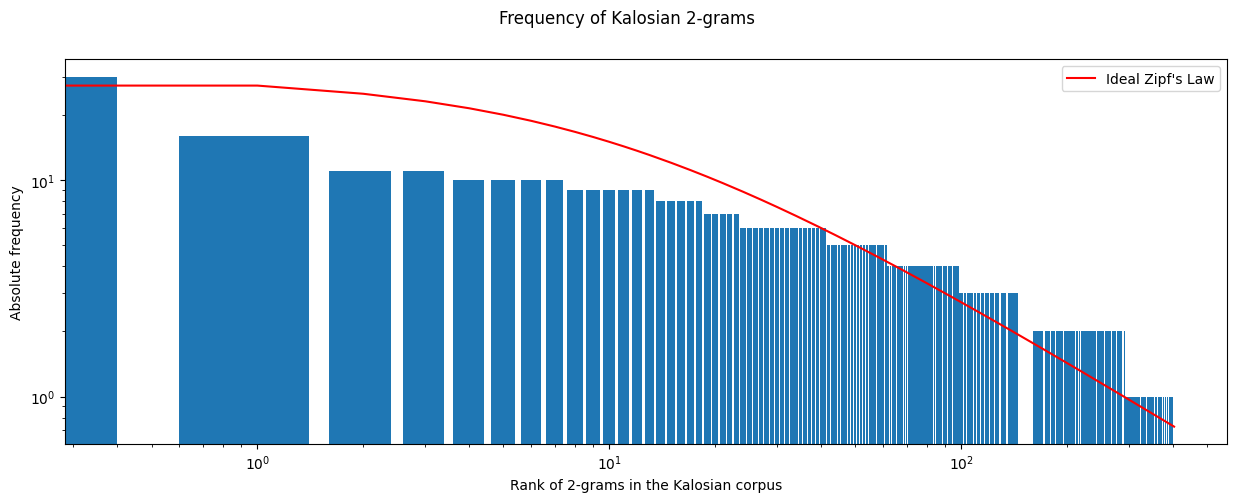 Frequency of Kalosian 2-grams
Ideal Zipf's Law
Absolute frequency
10¹
10⁰
10⁰
10¹
10²
Rank of 2-grams in the Kalosian corpus